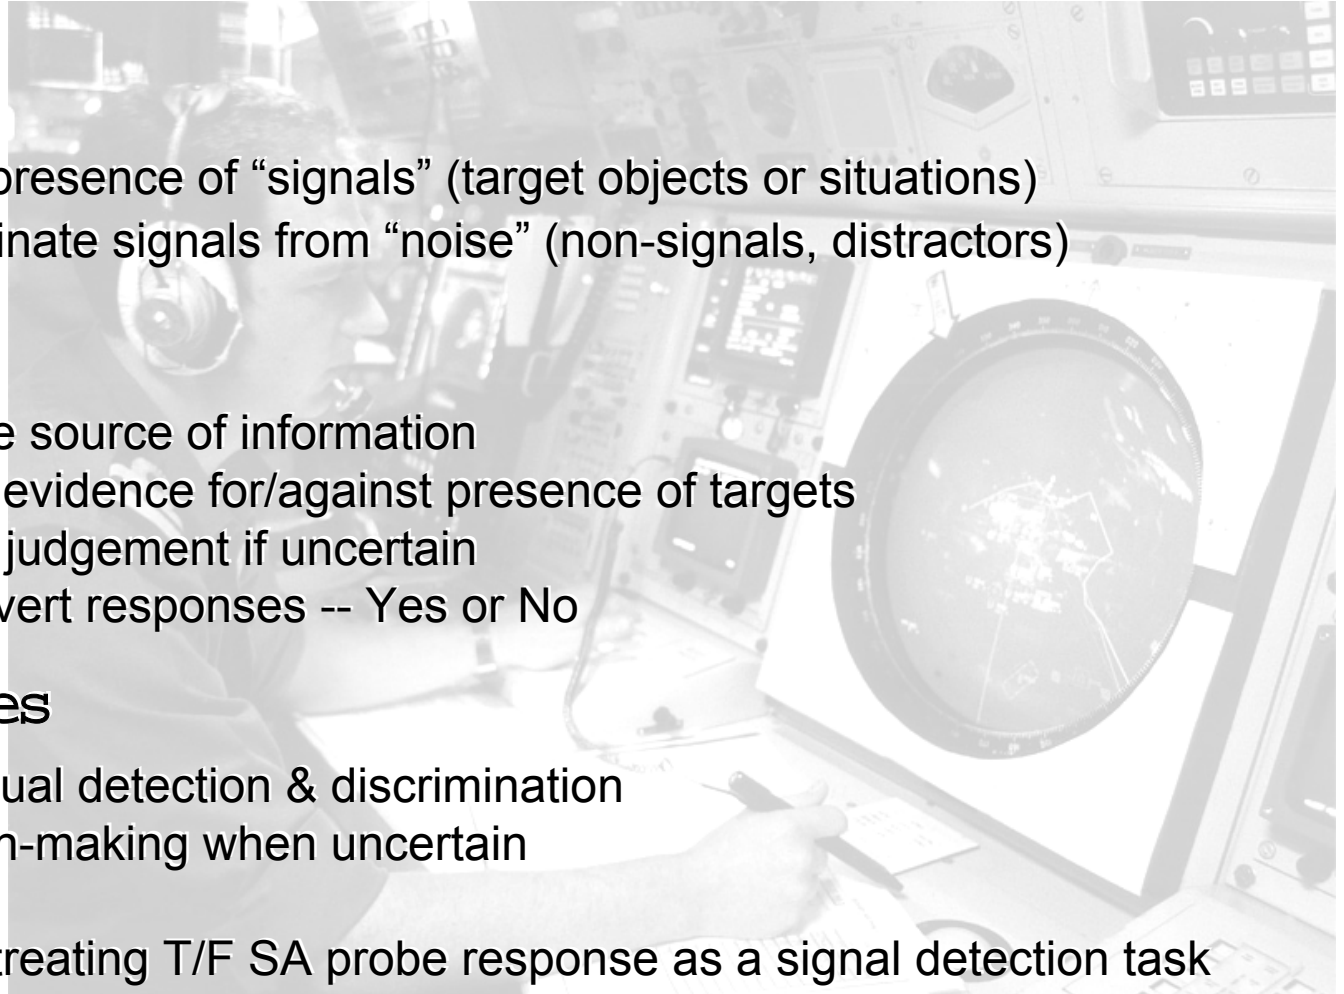 presence of “signals” (target objects or situations)
inate signals from “noise” (non-signals, distractors)
e source of information
evidence for/against presence of targets
judgement if uncertain
vert responses -- Yes or No
es
ual detection & discrimination
n-making when uncertain
treating T/F SA probe response as a signal detection task